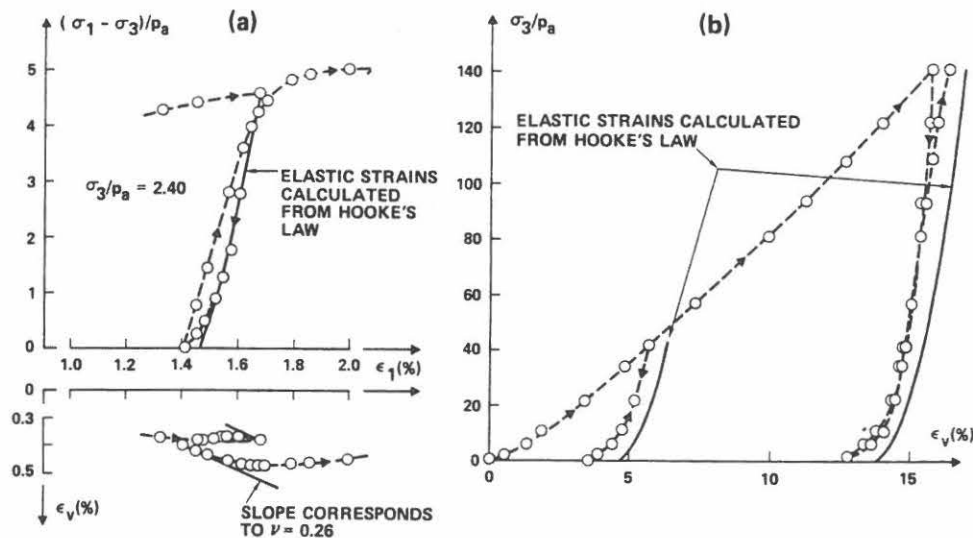 (σ₁ - σ₃)/pₐ
(a)
5
4
3
2
1
0
σ₃/pₐ = 2.40
ELASTIC STRAINS
CALCULATED
FROM HOOKE'S
LAW
1.0
1.2
1.4
1.6
1.8
2.0
ϵ₁(%)
0
0.3
0.5
ϵᵥ(%)
SLOPE CORRESPONDS
TO ν = 0.26
σ₃/pₐ
(b)
140
120
100
80
60
40
20
0
ELASTIC STRAINS CALCULATED
FROM HOOKE'S LAW
ϵᵥ(%)
0
5
10
15